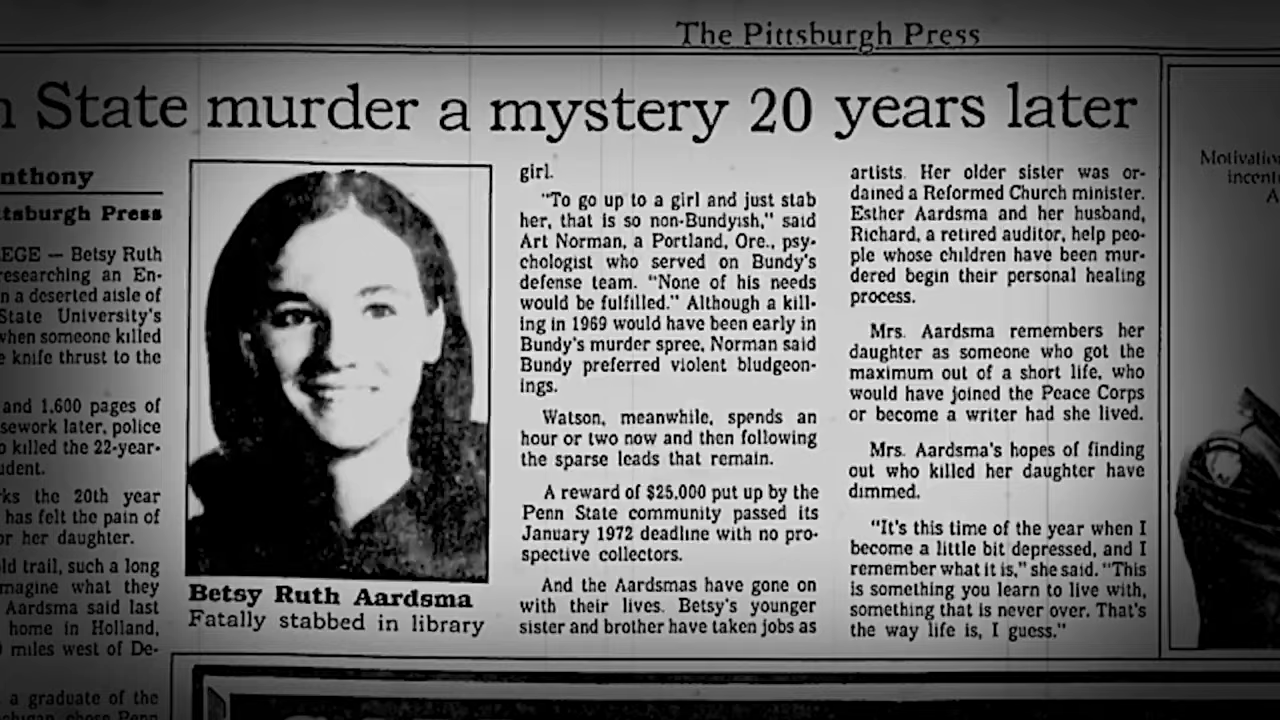 The Pittsburgh Press
State murder a mystery 20 years later
nthony
ttsburgh Press
EGE — Betsy Ruth
researching an En-
n a deserted aisle of
State University's
when someone killed
e knife thrust to the
and 1,600 pages of
sework later, police
o killed the 22-year-
udent.
ks the 20th year
has felt the pain of
or her daughter.
old trail, such a long
magine what they
Aardsma said last
home in Holland,
miles west of De-
a graduate of the
Betsy Ruth Aardsma
Fatally stabbed in library
girl.
"To go up to a girl and just stab
her, that is so non-Bundyish," said
Art Norman, a Portland, Ore., psy-
chologist who served on Bundy's
defense team. "None of his needs
would be fulfilled." Although a kill-
ing in 1969 would have been early in
Bundy's murder spree, Norman said
Bundy preferred violent bludgeon-
ings.
Watson, meanwhile, spends an
hour or two now and then following
the sparse leads that remain.
A reward of $25,000 put up by the
Penn State community passed its
January 1972 deadline with no pro-
spective collectors.
And the Aardsmas have gone on
with their lives. Betsy's younger
sister and brother have taken jobs as
artists. Her older sister was or-
dained a Reformed Church minister.
Esther Aardsma and her husband,
Richard, a retired auditor, help peo-
ple whose children have been mur-
dered begin their personal healing
process.
Mrs. Aardsma remembers her
daughter as someone who got the
maximum out of a short life, who
would have joined the Peace Corps
or become a writer had she lived.
Mrs. Aardsma's hopes of finding
out who killed her daughter have
dimmed.
"It's this time of the year when I
become a little bit depressed, and I
remember what it is," she said. "This
is something you learn to live with,
something that is never over. That's
the way life is, I guess."
Motivatio
incent
A